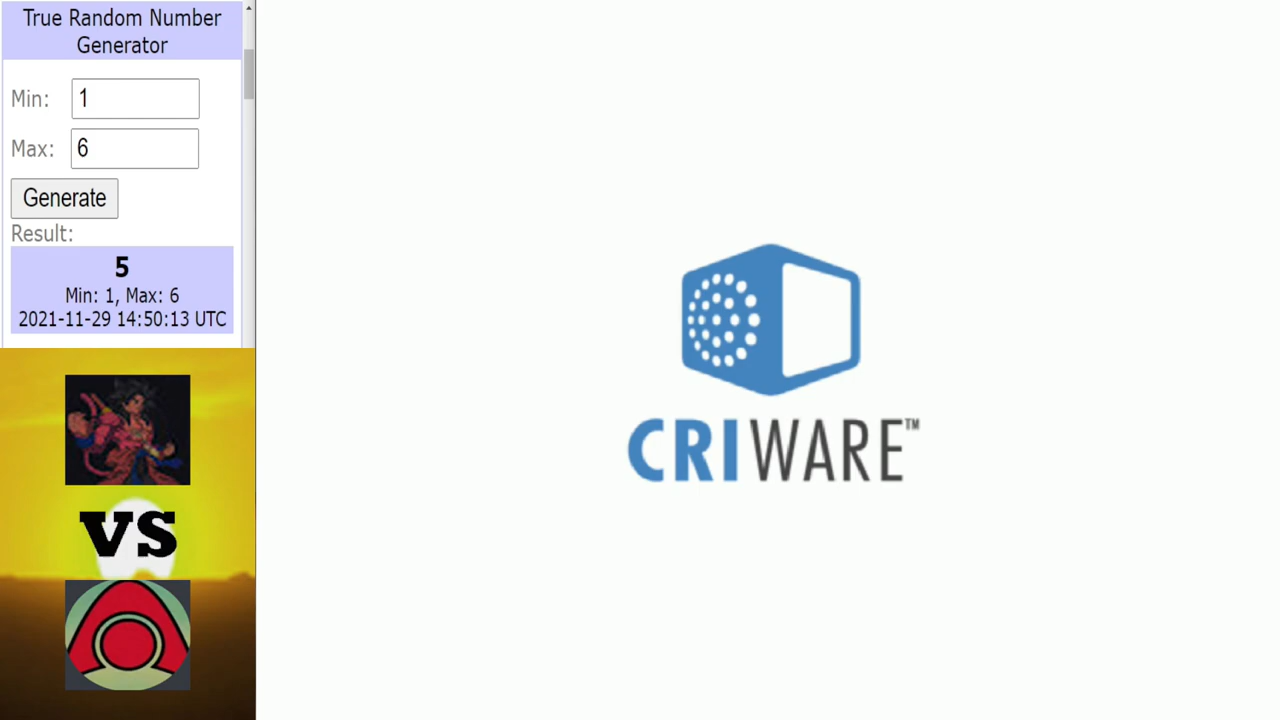 True Random Number
Generator
Min: 1
Max: 6
Generate
Result:
5
Min: 1, Max: 6
2021-11-29 14:50:13 UTC
VS
CRIWARE™